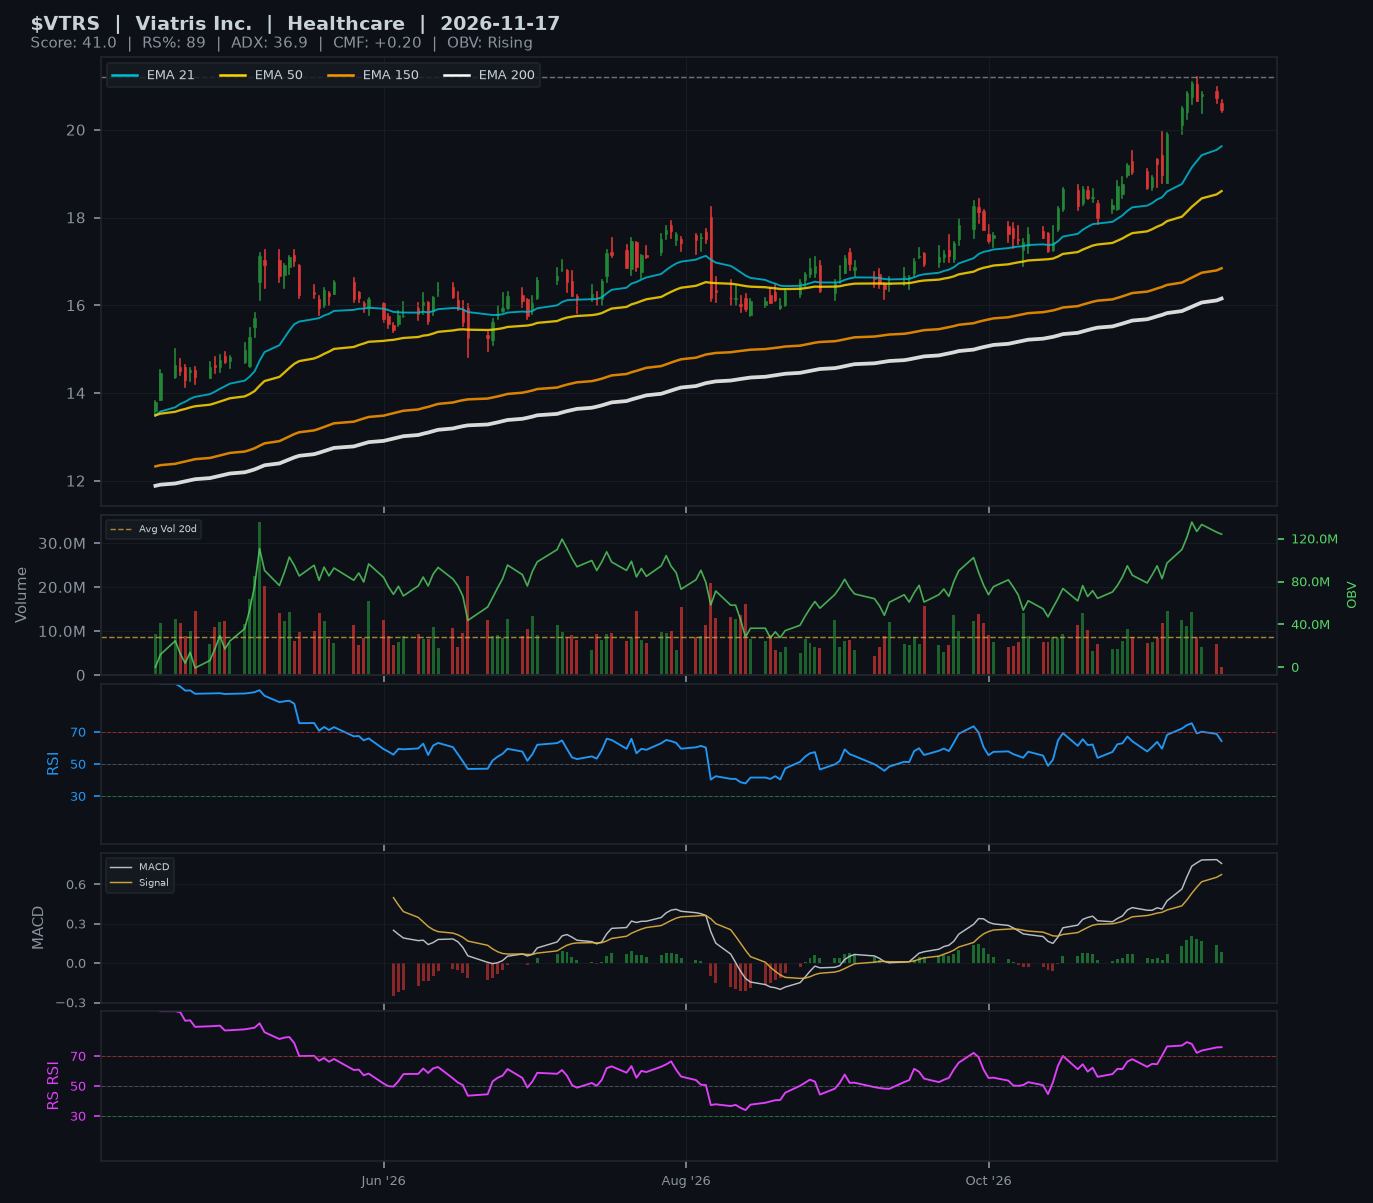 $VTRS | Viatris Inc. | Healthcare | 2026-11-17
Score: 41.0 | RS%: 89 | ADX: 36.9 | CMF: +0.20 | OBV: Rising
EMA 21 EMA 50 EMA 150 EMA 200
20
18
16
14
12
Avg Vol 20d
Volume
30.0M
20.0M
10.0M
0
OBV
120.0M
80.0M
40.0M
0
RSI
70
50
30
MACD
Signal
MACD
0.6
0.3
0.0
−0.3
RS RSI
70
50
30
Jun '26 Aug '26 Oct '26